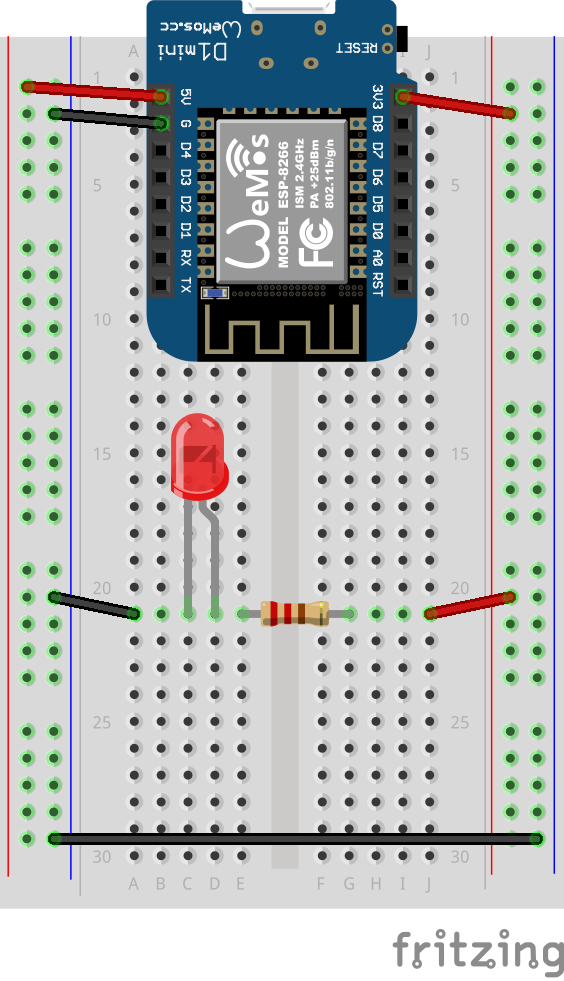 WeMos.cc
D1 mini
RESET
A I J
1 1
5V 3V3
G D8
D4 D7
D3 D6
D2 D5
D1 D0
RX A0
TX RST
WeMos
MODEL ESP-8266
ISM 2.4GHz
PA +25dBm
802.11b/g/n
FC
5 5
10 10
15 15
20 20
25 25
30 30
A B C D E F G H I J
fritzing